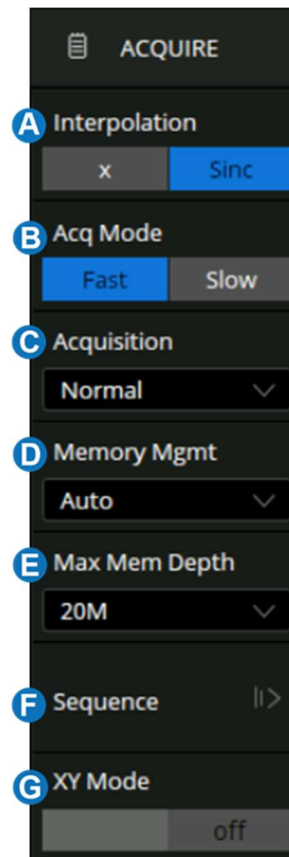 ACQUIRE
A Interpolation
x Sinc
B Acq Mode
Fast Slow
C Acquisition
Normal
D Memory Mgmt
Auto
E Max Mem Depth
20M
F Sequence
G XY Mode
off